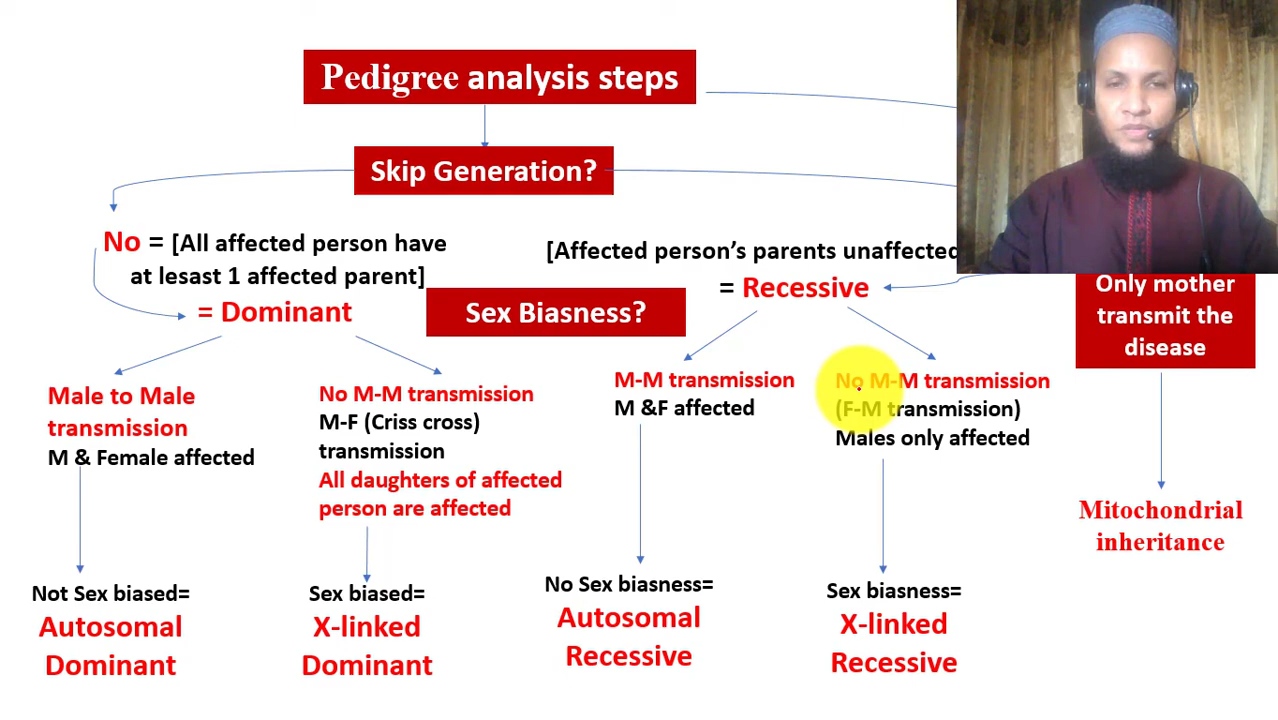 Pedigree analysis steps
Skip Generation?
No = [All affected person have
at lesast 1 affected parent]
= Dominant
[Affected person’s parents unaffected
= Recessive
Sex Biasness?
Only mother
transmit the
disease
Male to Male
transmission
M & Female affected
No M-M transmission
M-F (Criss cross)
transmission
All daughters of affected
person are affected
M-M transmission
M &F affected
No M-M transmission
(F-M transmission)
Males only affected
Mitochondrial
inheritance
Not Sex biased=
Autosomal
Dominant
Sex biased=
X-linked
Dominant
No Sex biasness=
Autosomal
Recessive
Sex biasness=
X-linked
Recessive